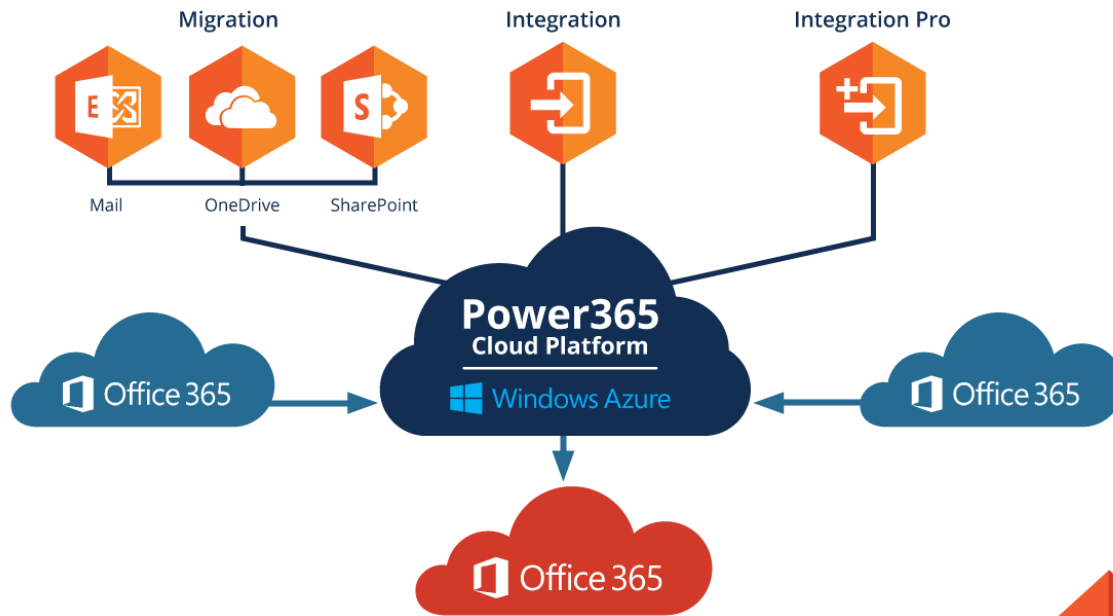 Migration
Integration
Integration Pro
E
S
Mail
OneDrive
SharePoint
Power365
Cloud Platform
Windows Azure
Office 365
Office 365
Office 365